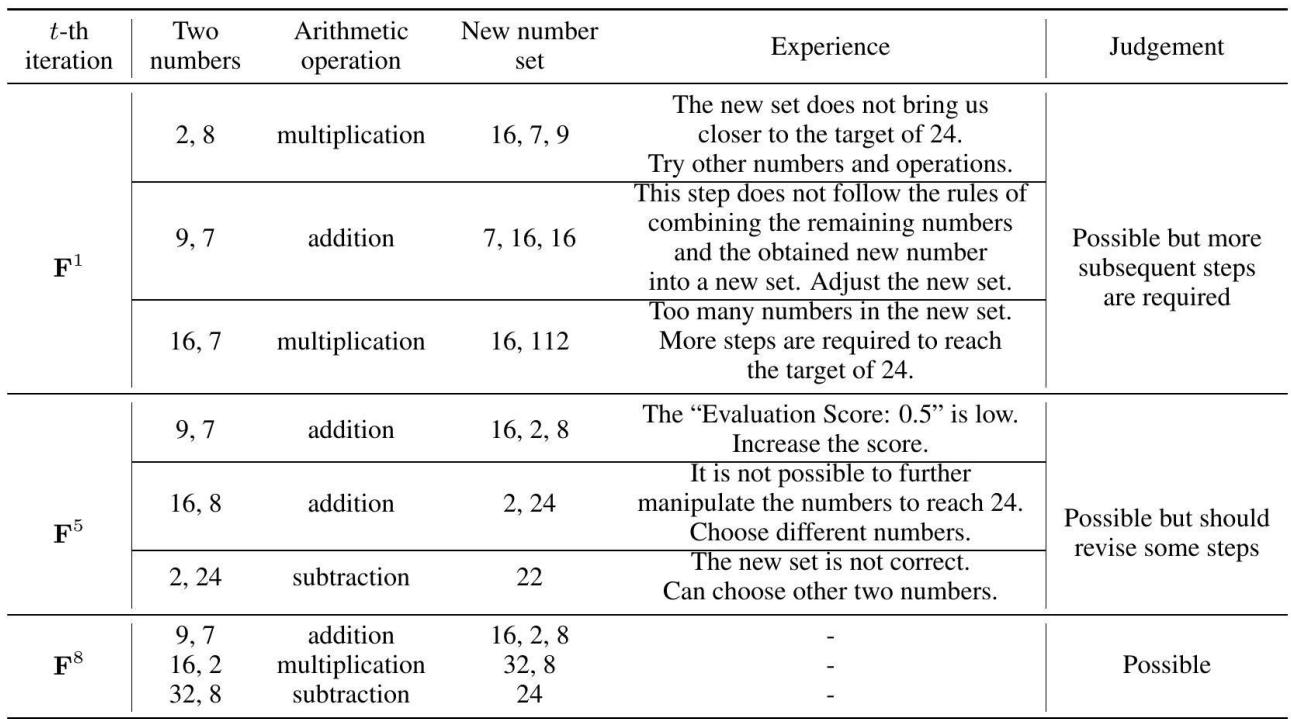 t-th iteration | Two numbers | Arithmetic operation | New number set | Experience | Judgement
F¹
2, 8 | multiplication | 16, 7, 9 | The new set does not bring us
closer to the target of 24.
Try other numbers and operations.
9, 7 | addition | 7, 16, 16 | This step does not follow the rules of
combining the remaining numbers
and the obtained new number
into a new set. Adjust the new set.
16, 7 | multiplication | 16, 112 | Too many numbers in the new set.
More steps are required to reach
the target of 24.
Possible but more
subsequent steps
are required
F⁵
9, 7 | addition | 16, 2, 8 | The “Evaluation Score: 0.5” is low.
Increase the score.
16, 8 | addition | 2, 24 | It is not possible to further
manipulate the numbers to reach 24.
Choose different numbers.
2, 24 | subtraction | 22 | The new set is not correct.
Can choose other two numbers.
Possible but should
revise some steps
F⁸
9, 7 | addition | 16, 2, 8 | -
16, 2 | multiplication | 32, 8 | -
32, 8 | subtraction | 24 | -
Possible